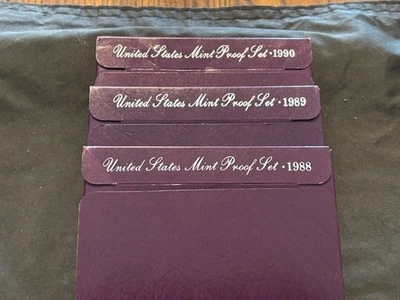 United States Mint Proof Set • 1990
United States Mint Proof Set • 1989
United States Mint Proof Set • 1988